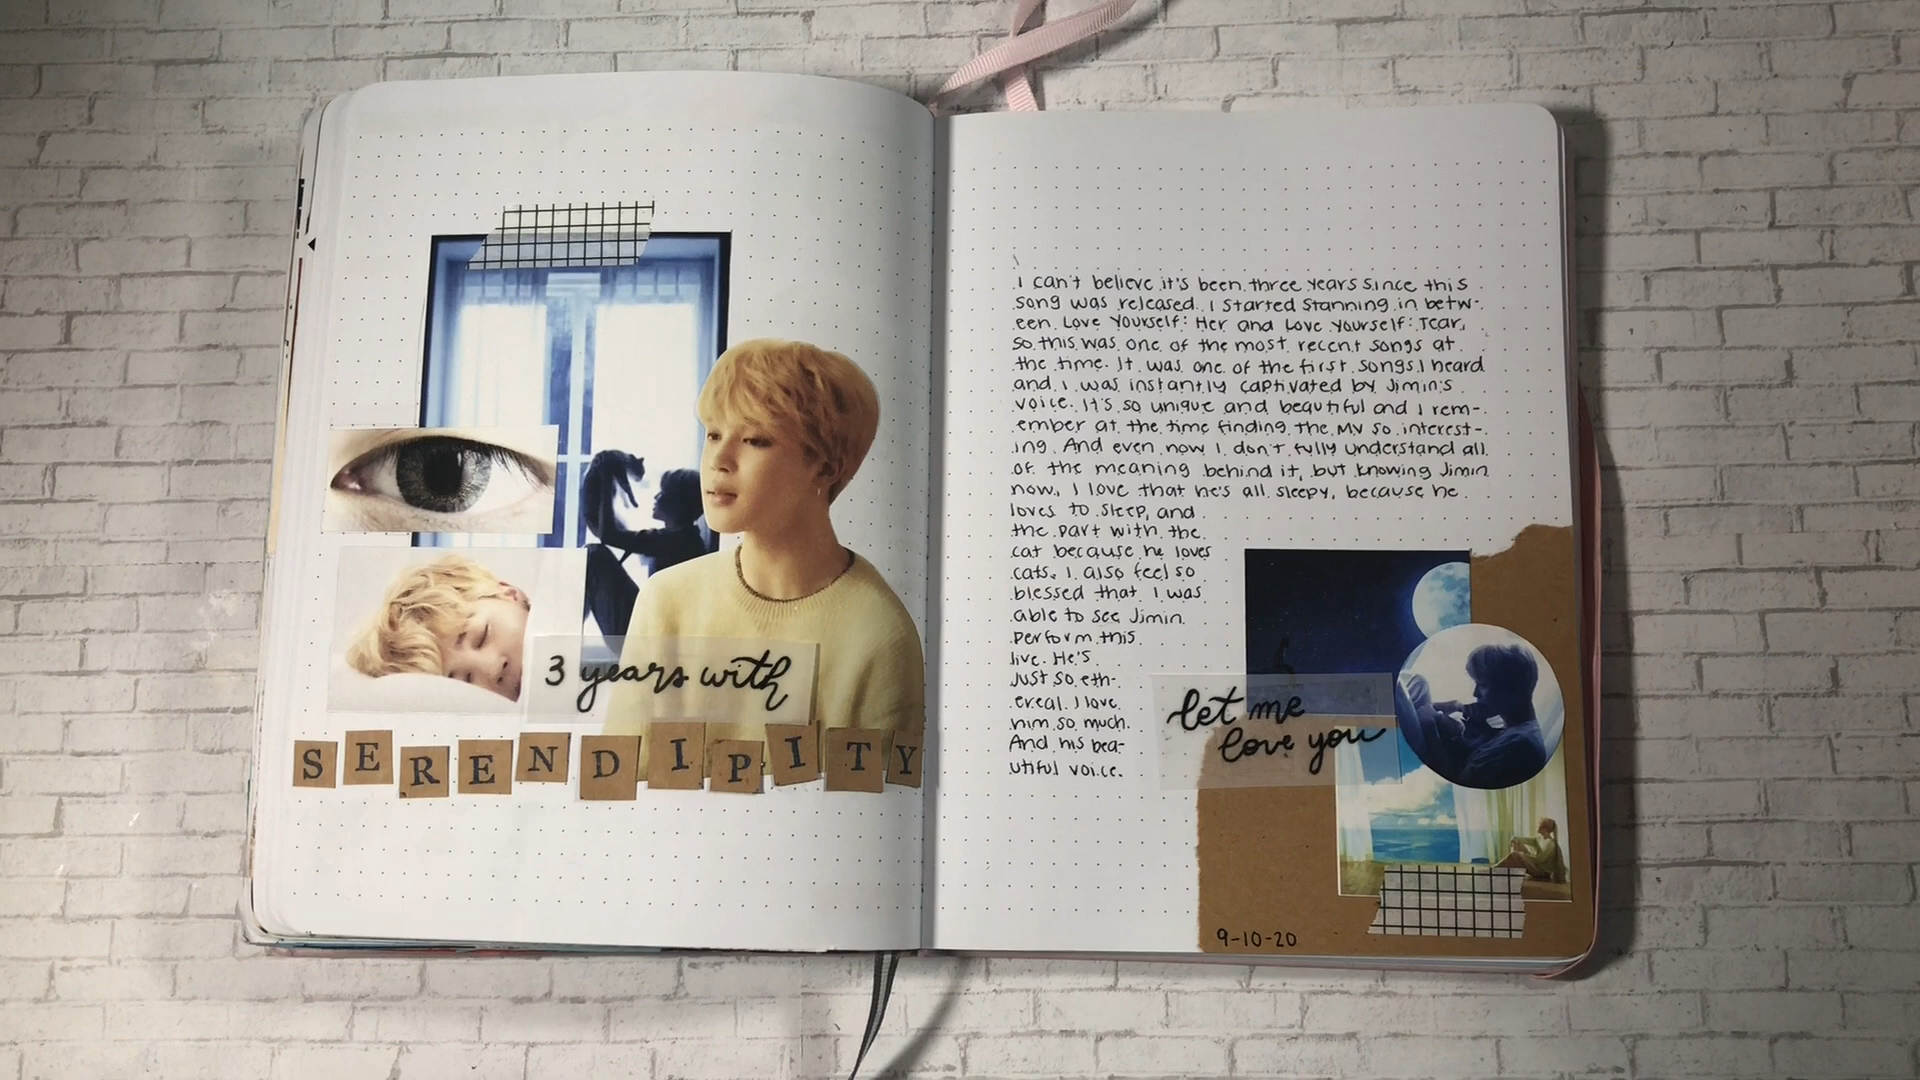 3 years with
SERENDIPITY
I can't believe it's been three years since this
song was released. I started stanning in betw-
een Love Yourself: Her and Love Yourself: Tear,
so this was one of the most recent songs at
the time. It was one of the first songs I heard
and I was instantly captivated by Jimin's
voice. It's so unique and beautiful and I rem-
ember at the time finding the MV so interest-
ing. And even now I don't fully understand all
of the meaning behind it, but knowing Jimin
now, I love that he's all sleepy, because he
loves to sleep, and
the part with the
cat because he loves
cats. I also feel so
blessed that I was
able to see Jimin
perform this
live. He's
just so eth-
ereal. I love
him so much.
And his bea-
utiful voice.
let me
love you
9-10-20